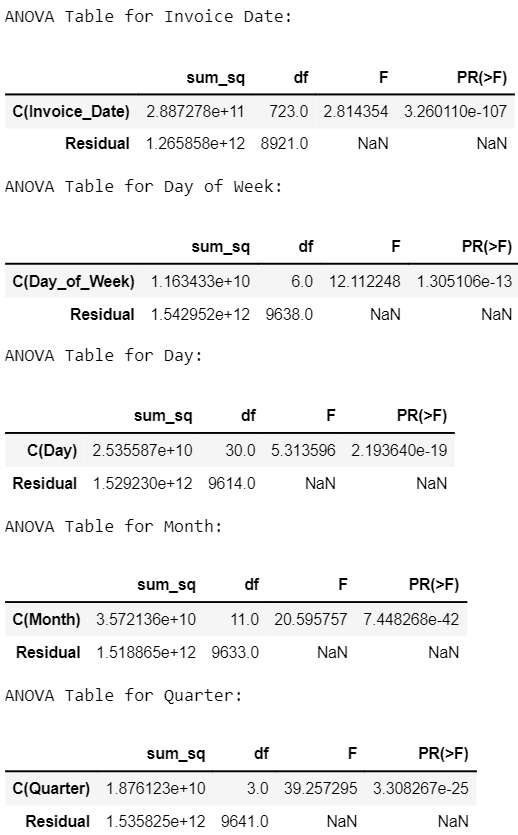 ANOVA Table for Invoice Date:
sum_sq df F PR(>F)
C(Invoice_Date) 2.887278e+11 723.0 2.814354 3.260110e-107
Residual 1.265858e+12 8921.0 NaN NaN
ANOVA Table for Day of Week:
sum_sq df F PR(>F)
C(Day_of_Week) 1.163433e+10 6.0 12.112248 1.305106e-13
Residual 1.542952e+12 9638.0 NaN NaN
ANOVA Table for Day:
sum_sq df F PR(>F)
C(Day) 2.535587e+10 30.0 5.313596 2.193640e-19
Residual 1.529230e+12 9614.0 NaN NaN
ANOVA Table for Month:
sum_sq df F PR(>F)
C(Month) 3.572136e+10 11.0 20.595757 7.448268e-42
Residual 1.518865e+12 9633.0 NaN NaN
ANOVA Table for Quarter:
sum_sq df F PR(>F)
C(Quarter) 1.876123e+10 3.0 39.257295 3.308267e-25
Residual 1.535825e+12 9641.0 NaN NaN